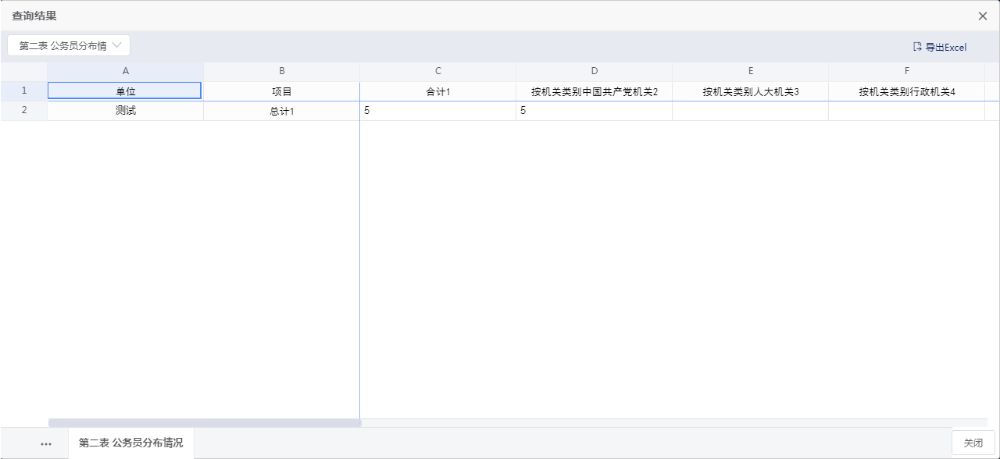 查询结果
第二表 公务员分布情
导出Excel
A B C D E F
1 单位 项目 合计1 按机关类别中国共产党机关2 按机关类别人大机关3 按机关类别行政机关4
2 测试 总计1 5 5
... 第二表 公务员分布情况 关闭